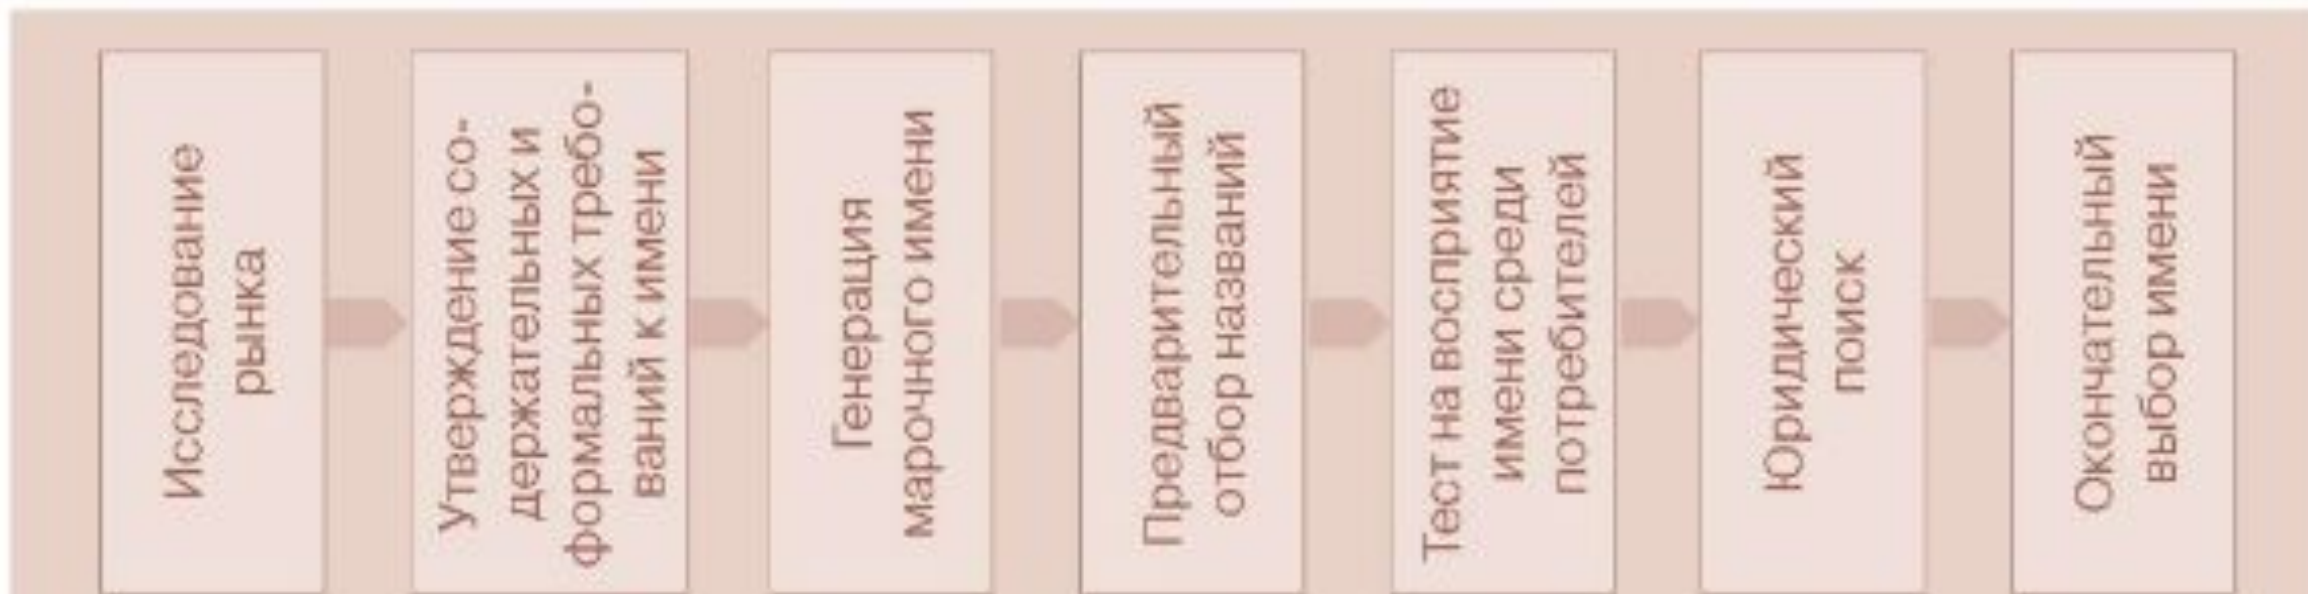 Исследование
рынка
Утверждение со-
держательных и
формальных требо-
ваний к имени
Генерация
марочного имени
Предварительный
отбор названий
Тест на восприятие
имени среди
потребителей
Юридический
поиск
Окончательный
выбор имени